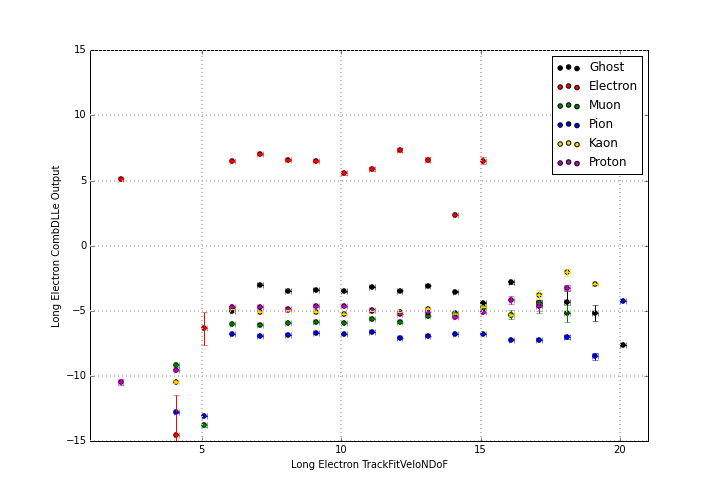 15
10
5
0
−5
−10
−15
5
10
15
20
Long Electron CombDLLe Output
Long Electron TrackFitVeloNDoF
Ghost
Electron
Muon
Pion
Kaon
Proton